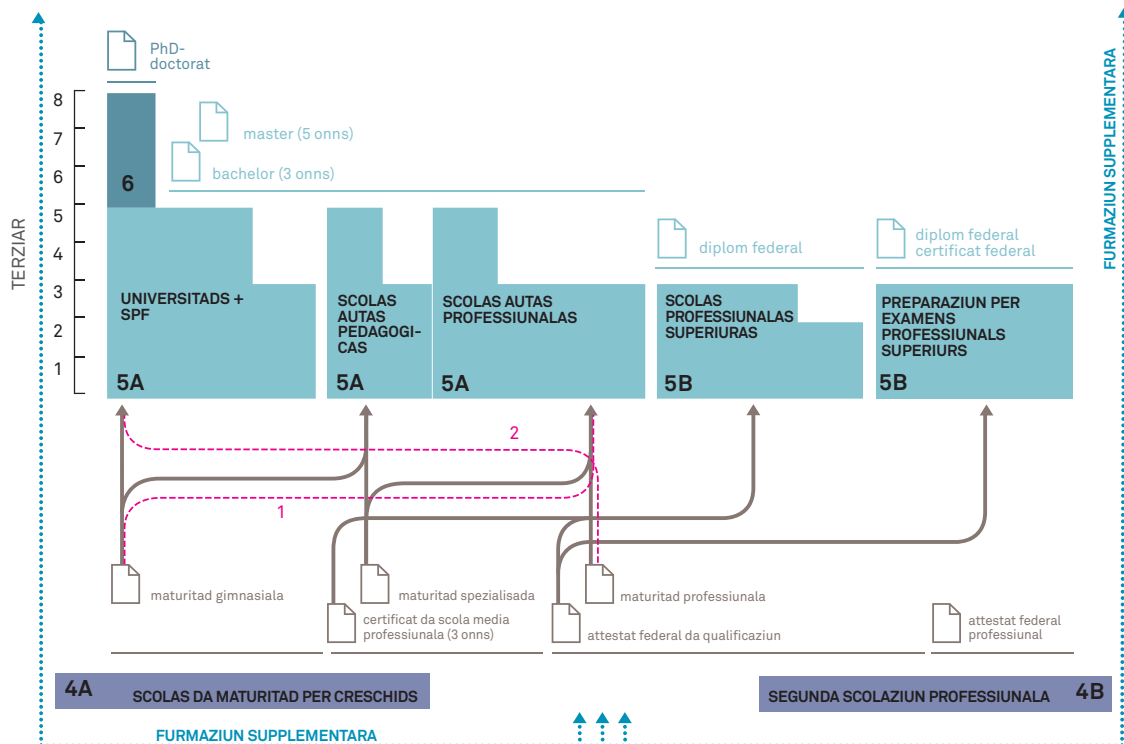 PhD-
doctorat
master (5 onns)
bachelor (3 onns)
TERZIAR
8
7
6
5
4
3
2
1
6
diplom federal
diplom federal
certificat federal
UNIVERSITADS +
SPF
5A
SCOLAS
AUTAS
PEDAGOGI-
CAS
5A
SCOLAS AUTAS
PROFESSIUNALAS
5A
SCOLAS
PROFESSIUNALAS
SUPERIURAS
5B
PREPARAZIUN PER
EXAMENS
PROFESSIUNALS
SUPERIURS
5B
FURMAZIUN SUPPLEMENTARA
2
1
maturitad gimnasiala
maturitad spezialisada
maturitad professiunala
certificat da scola media
professiunala (3 onns)
attestat federal da qualificaziun
attestat federal
professiunal
4A
SCOLAS DA MATURITAD PER CRESCHIDS
SEGUNDA SCOLAZIUN PROFESSIUNALA
4B
FURMAZIUN SUPPLEMENTARA